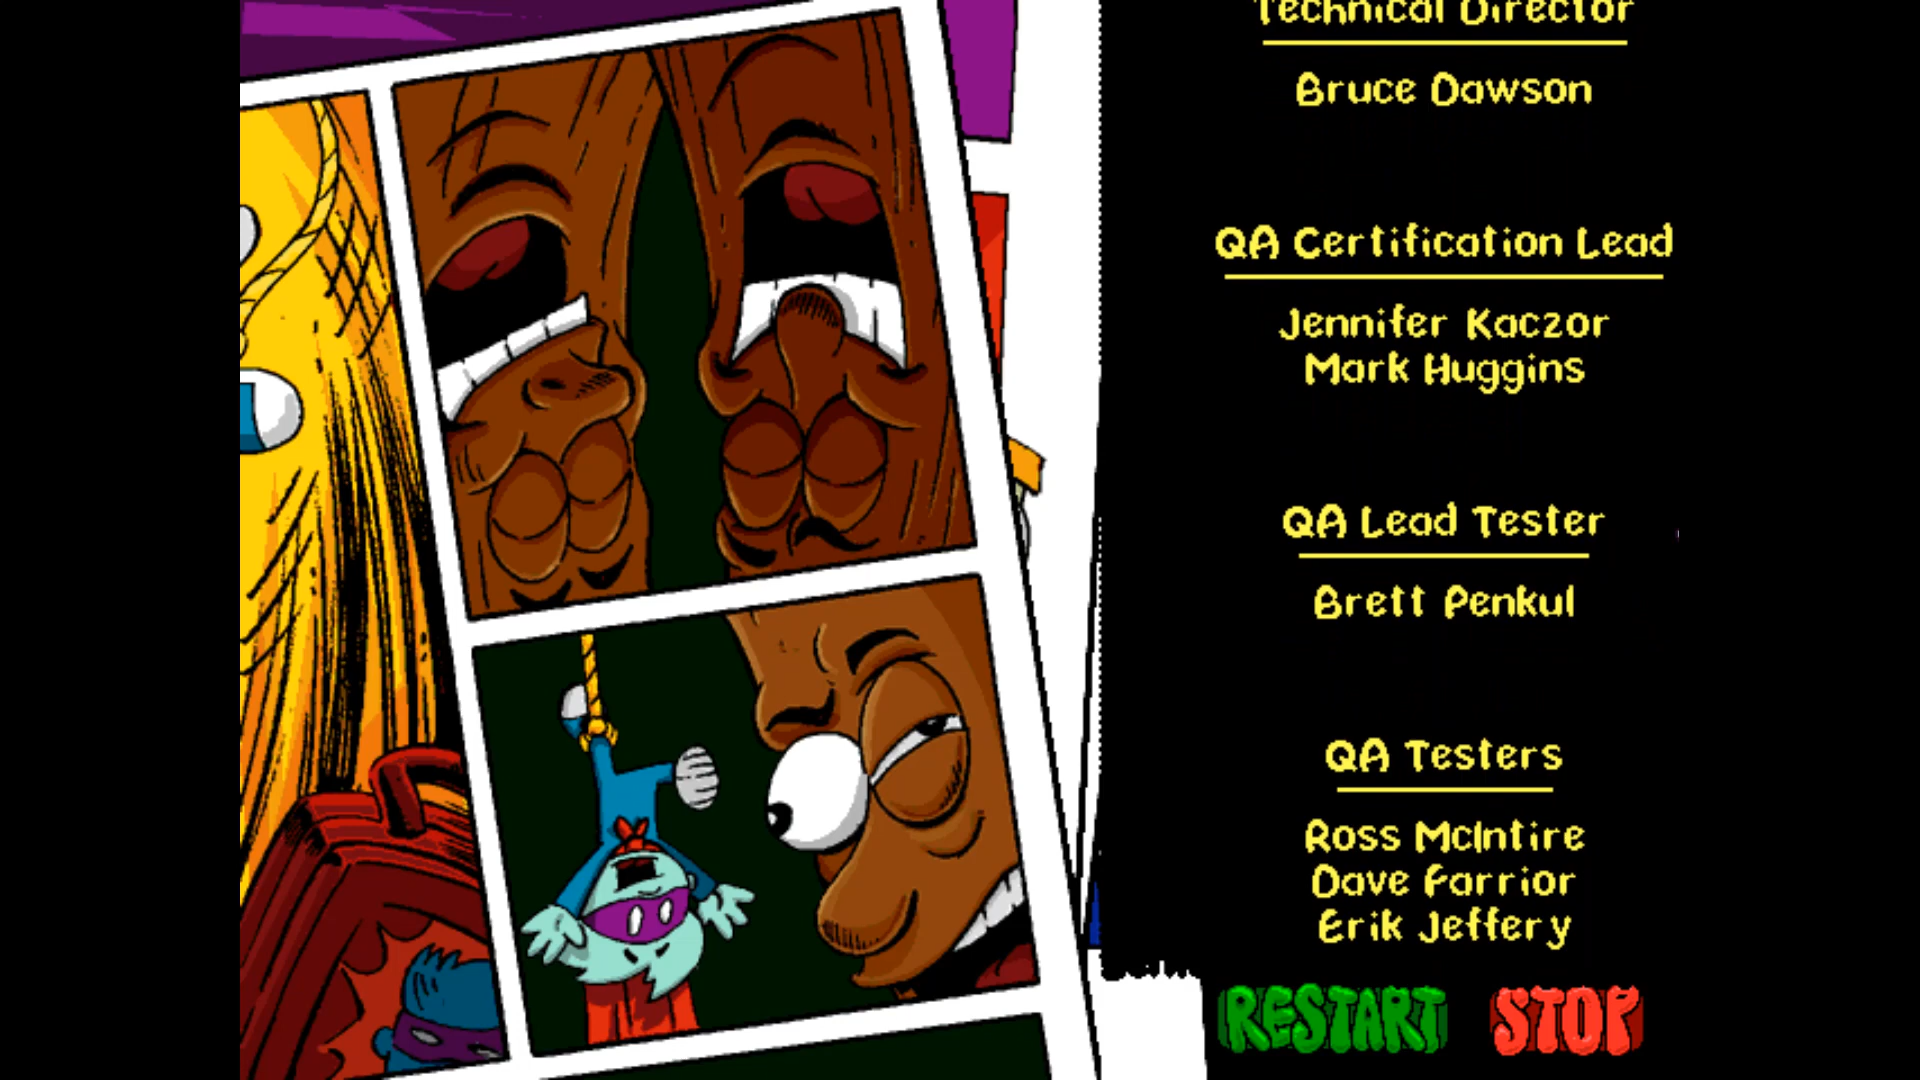 Technical Director
Bruce Dawson
QA Certification Lead
Jennifer Kaczor
Mark Huggins
QA Lead Tester
Brett Penkul
QA Testers
Ross McIntire
Dave Farrior
Erik Jeffery
RESTART STOP